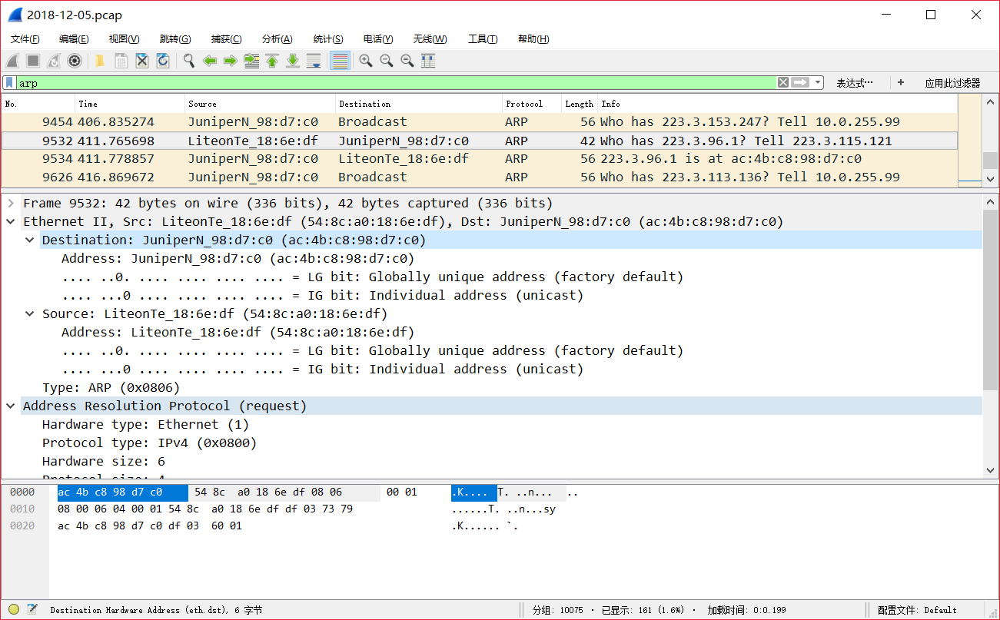 2018-12-05.pcap
文件(F) 编辑(E) 视图(V) 跳转(G) 捕获(C) 分析(A) 统计(S) 电话(Y) 无线(W) 工具(T) 帮助(H)
arp 表达式… + 应用此过滤器
No. Time Source Destination Protocol Length Info
9454 406.835274 JuniperN_98:d7:c0 Broadcast ARP 56 Who has 223.3.153.247? Tell 10.0.255.99
9532 411.765698 LiteonTe_18:6e:df JuniperN_98:d7:c0 ARP 42 Who has 223.3.96.1? Tell 223.3.115.121
9534 411.778857 JuniperN_98:d7:c0 LiteonTe_18:6e:df ARP 56 223.3.96.1 is at ac:4b:c8:98:d7:c0
9626 416.869672 JuniperN_98:d7:c0 Broadcast ARP 56 Who has 223.3.113.136? Tell 10.0.255.99
Frame 9532: 42 bytes on wire (336 bits), 42 bytes captured (336 bits)
Ethernet II, Src: LiteonTe_18:6e:df (54:8c:a0:18:6e:df), Dst: JuniperN_98:d7:c0 (ac:4b:c8:98:d7:c0)
Destination: JuniperN_98:d7:c0 (ac:4b:c8:98:d7:c0)
Address: JuniperN_98:d7:c0 (ac:4b:c8:98:d7:c0)
.... ..0. .... .... .... .... = LG bit: Globally unique address (factory default)
.... ...0 .... .... .... .... = IG bit: Individual address (unicast)
Source: LiteonTe_18:6e:df (54:8c:a0:18:6e:df)
Address: LiteonTe_18:6e:df (54:8c:a0:18:6e:df)
.... ..0. .... .... .... .... = LG bit: Globally unique address (factory default)
.... ...0 .... .... .... .... = IG bit: Individual address (unicast)
Type: ARP (0x0806)
Address Resolution Protocol (request)
Hardware type: Ethernet (1)
Protocol type: IPv4 (0x0800)
Hardware size: 6
Protocol size: 4
0000 ac 4b c8 98 d7 c0 54 8c a0 18 6e df 08 06 00 01 .K....T. ..n... ..
0010 08 00 06 04 00 01 54 8c a0 18 6e df df 03 73 79 ......T. ..n...sy
0020 ac 4b c8 98 d7 c0 df 03 60 01 .K...... `.
Destination Hardware Address (eth.dst), 6 字节 分组: 10075 · 已显示: 161 (1.6%) · 加载时间: 0:0.199 配置文件: Default